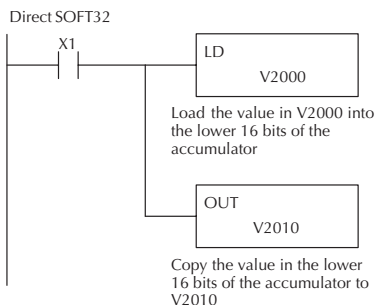 Direct SOFT32
X1
LD
V2000
Load the value in V2000 into
the lower 16 bits of the
accumulator
OUT
V2010
Copy the value in the lower
16 bits of the accumulator to
V2010